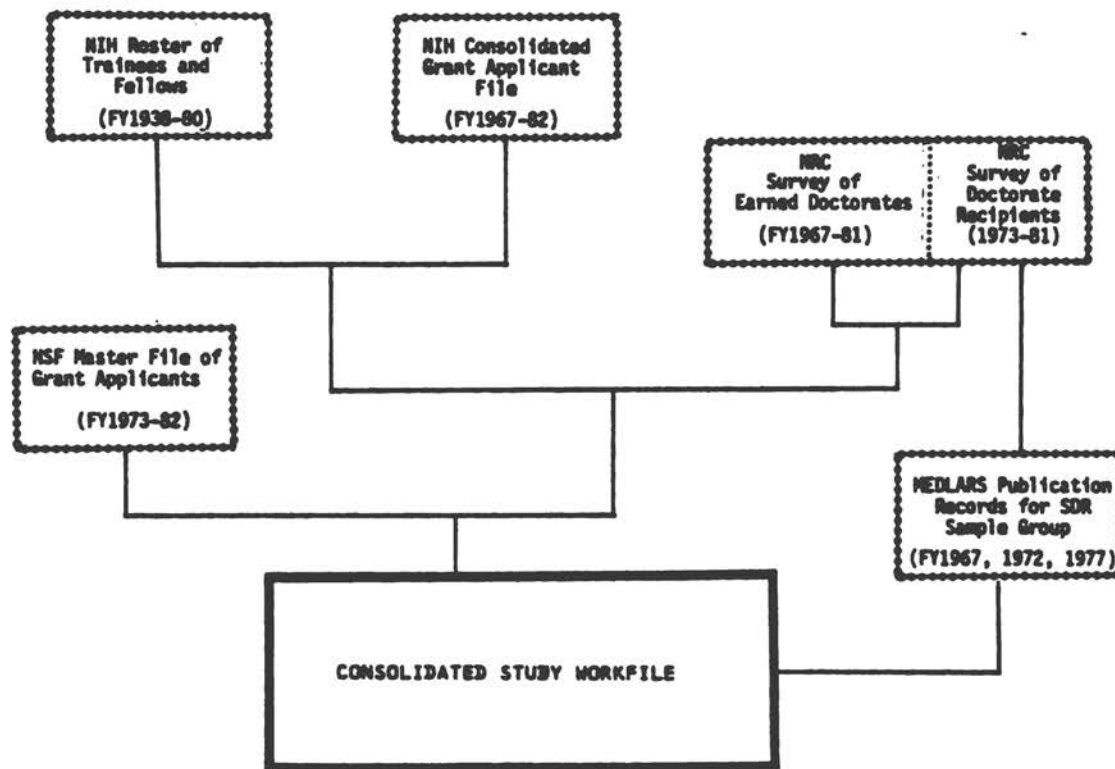 NIH Roster of
Trainees and
Fellows
(FY1938-80)
NIH Consolidated
Grant Applicant
File
(FY1967-82)
NRC
Survey of
Earned Doctorates
(FY1967-81)
NRC
Survey of
Doctorate
Recipients
(1973-81)
NSF Master File of
Grant Applicants
(FY1973-82)
MEDLARS Publication
Records for SDR
Sample Group
(FY1967, 1972, 1977)
CONSOLIDATED STUDY WORKFILE